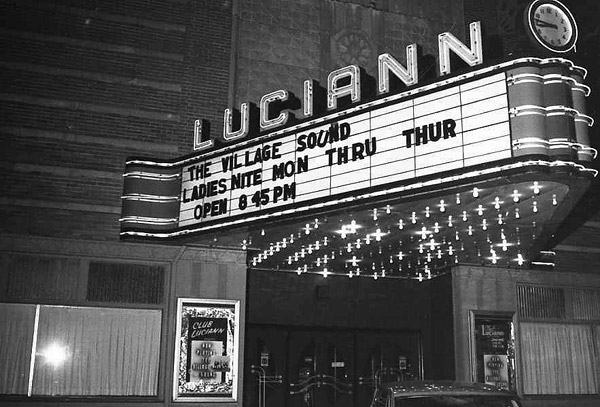 LUCIANN
THE VILLAGE SOUND
LADIES NITE MON THRU THUR
OPEN 8 45 PM
CLUB
LUCIANN